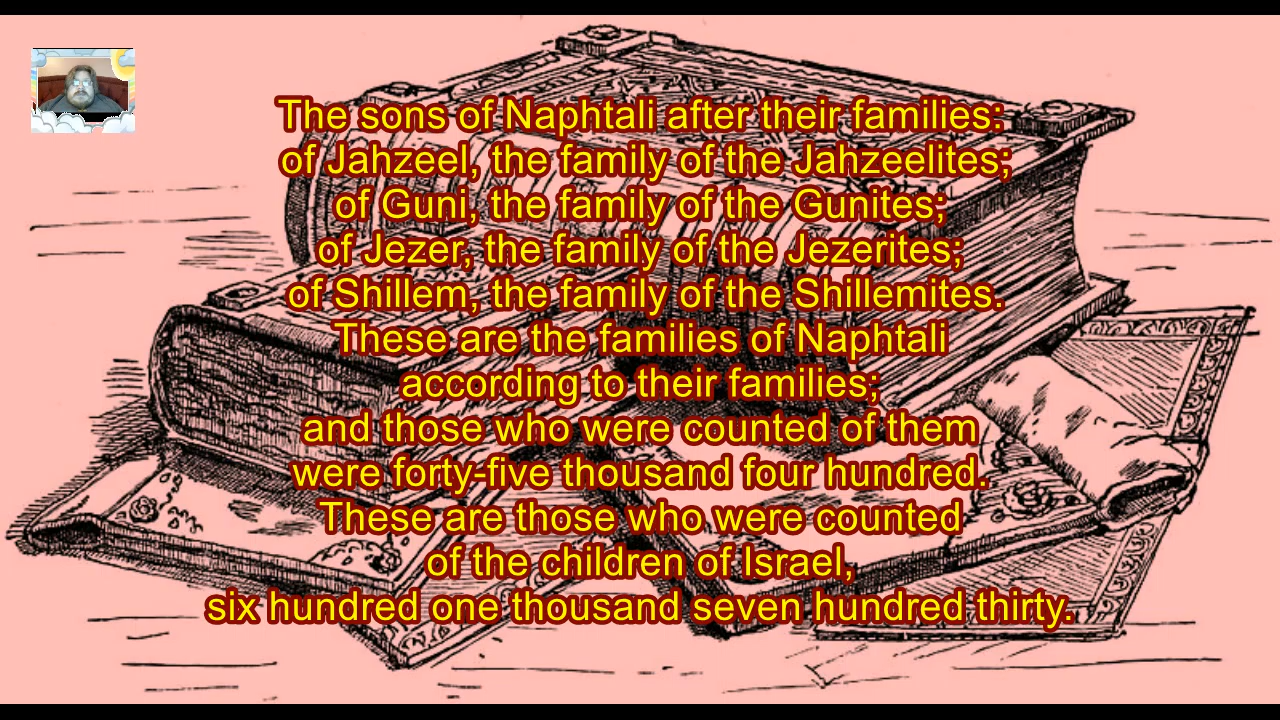 The sons of Naphtali after their families:
of Jahzeel, the family of the Jahzeelites;
of Guni, the family of the Gunites;
of Jezer, the family of the Jezerites;
of Shillem, the family of the Shillemites.
These are the families of Naphtali
according to their families;
and those who were counted of them
were forty-five thousand four hundred.
These are those who were counted
of the children of Israel,
six hundred one thousand seven hundred thirty.